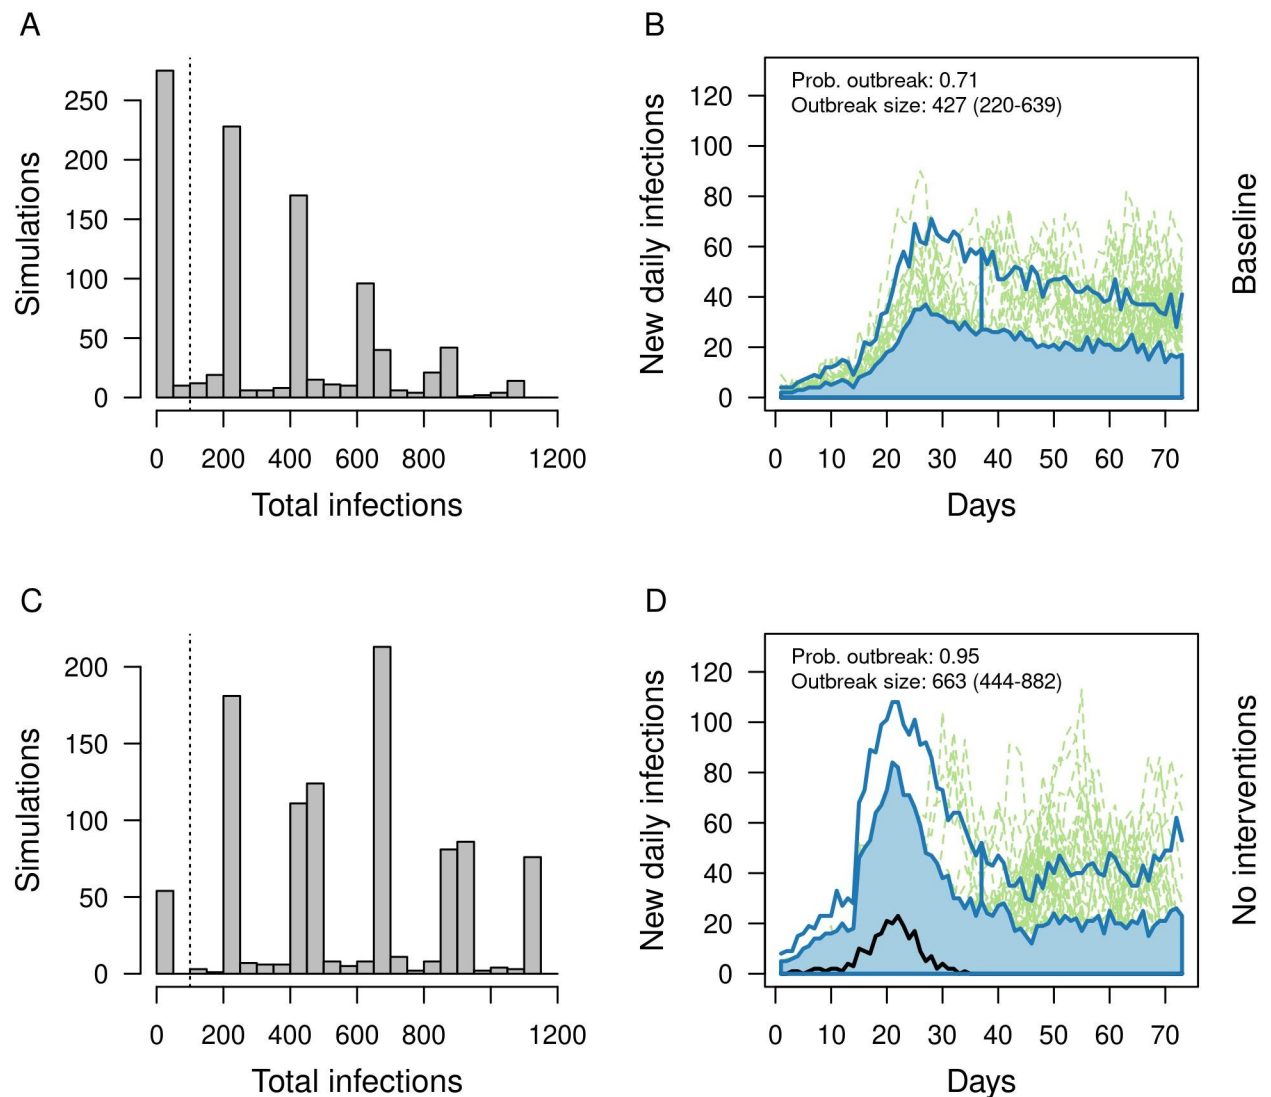 A
Simulations
250
200
150
100
50
0
0 200 400 600 800 1200
Total infections
B
Prob. outbreak: 0.71
Outbreak size: 427 (220-639)
New daily infections
120
100
80
60
40
20
0
0 10 20 30 40 50 60 70
Days
Baseline
C
Simulations
200
150
100
50
0
0 200 400 600 800 1200
Total infections
D
Prob. outbreak: 0.95
Outbreak size: 663 (444-882)
New daily infections
120
100
80
60
40
20
0
0 10 20 30 40 50 60 70
Days
No interventions